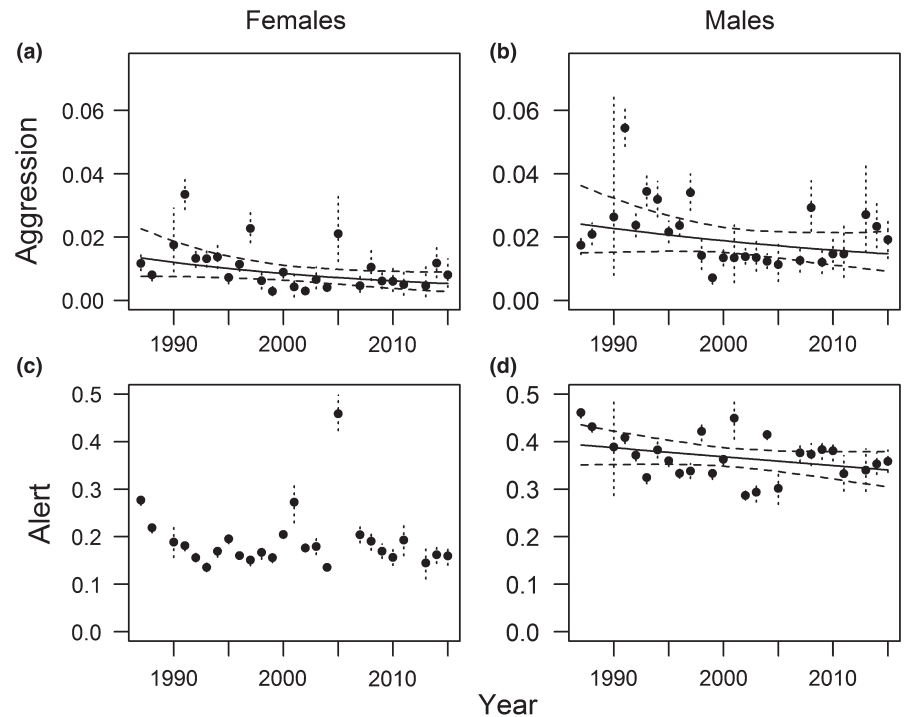 Females Males
(a) (b)
Aggression
0.06 0.06
0.04 0.04
0.02 0.02
0.00 0.00
1990 2000 2010 1990 2000 2010
(c) (d)
Alert
0.5 0.5
0.4 0.4
0.3 0.3
0.2 0.2
0.1 0.1
0.0 0.0
1990 2000 2010 1990 2000 2010
Year